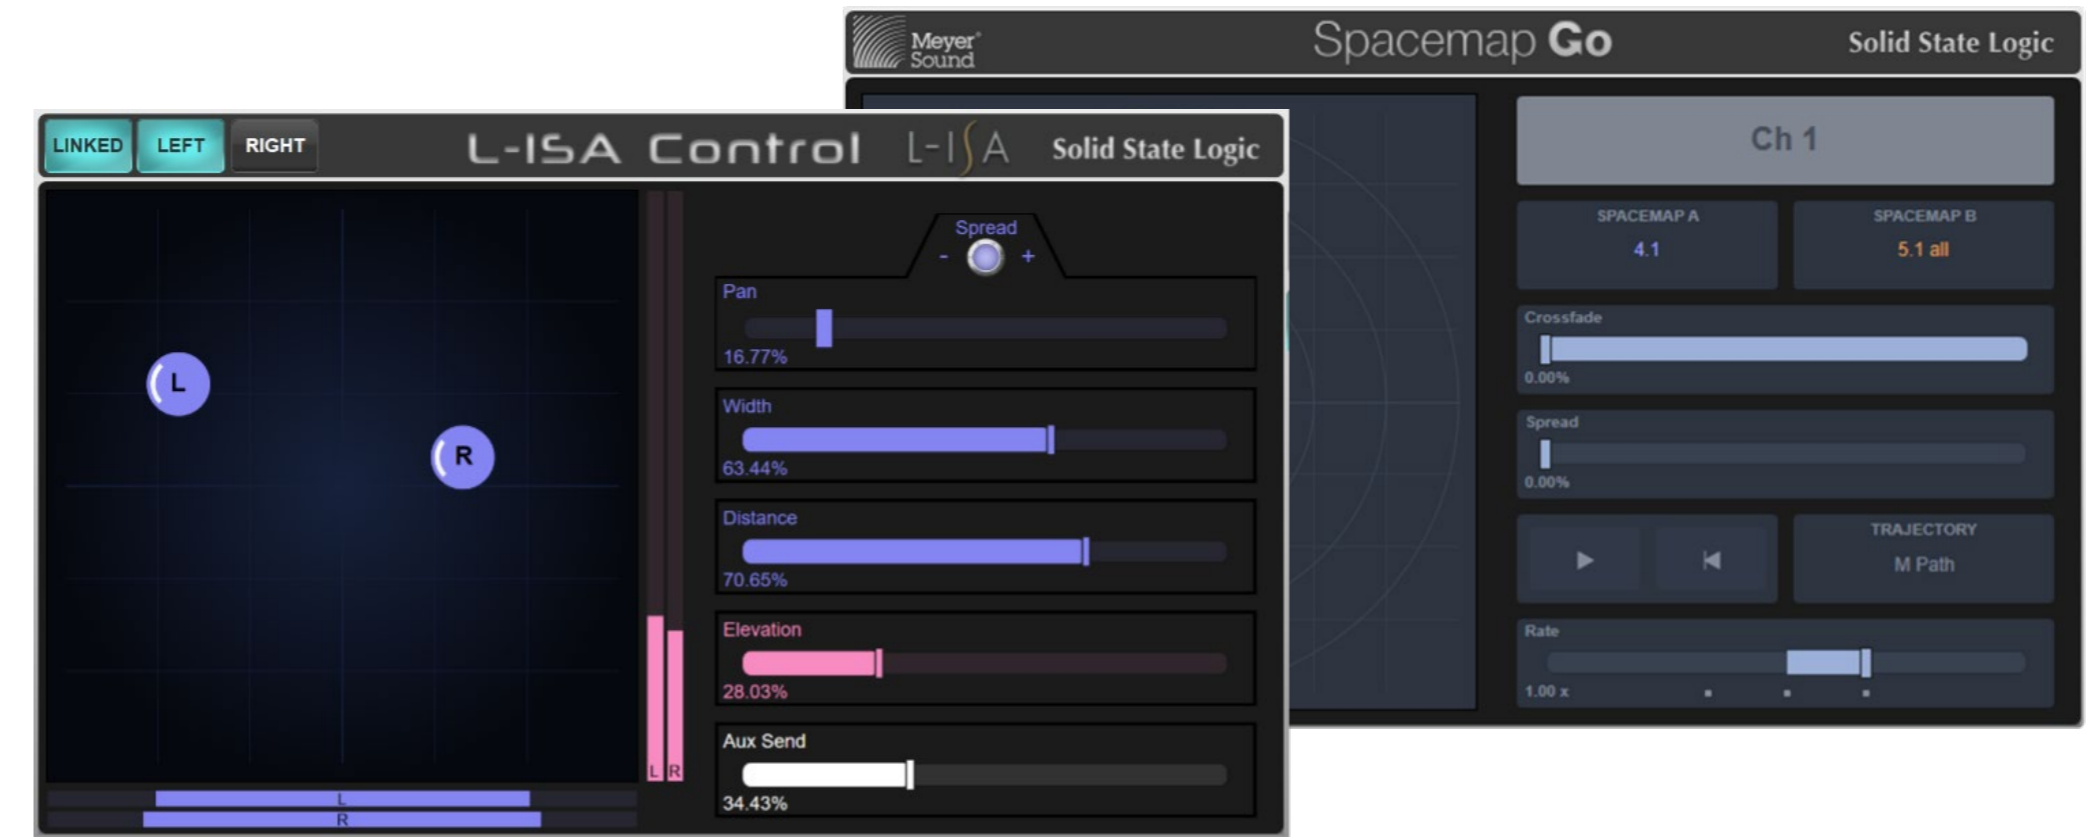 Meyer Sound
Spacemap Go
Solid State Logic
Ch 1
SPACEMAP A
4.1
SPACEMAP B
5.1 all
Crossfade
0.00%
Spread
0.00%
TRAJECTORY
M Path
Rate
1.00 x
LINKED
LEFT
RIGHT
L-ISA Control
L-ISA
Solid State Logic
L
R
L R
L
R
Spread
- +
Pan
16.77%
Width
63.44%
Distance
70.65%
Elevation
28.03%
Aux Send
34.43%